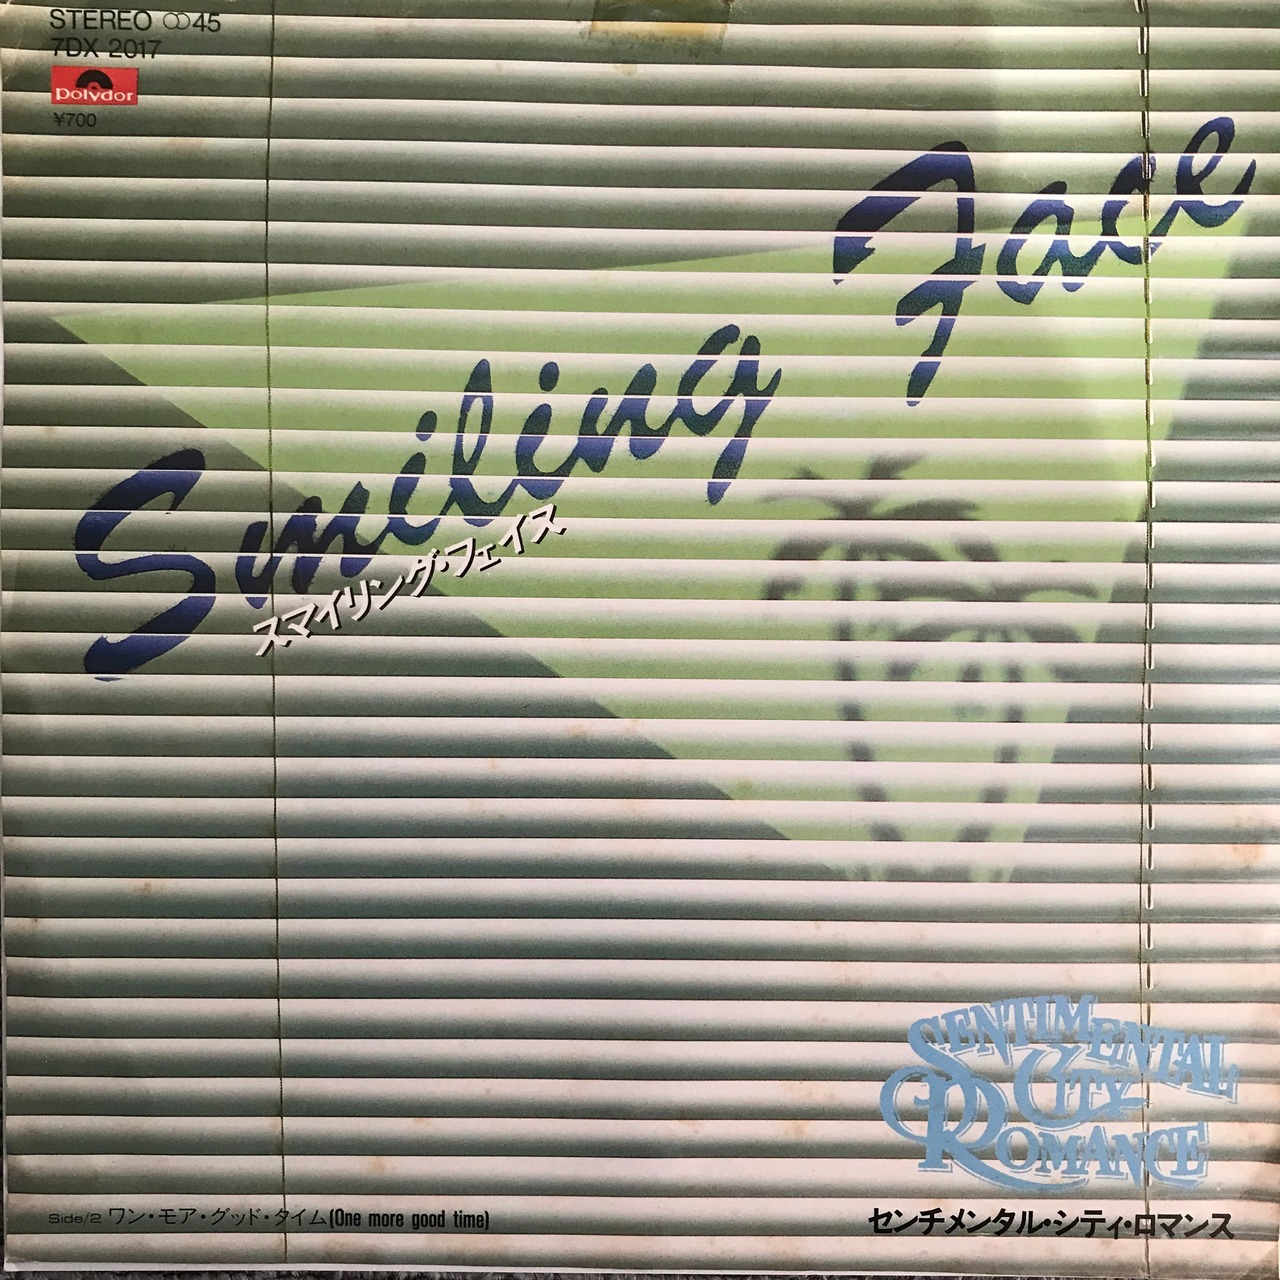 STEREO ◯◯45
7DX 2017
polydor
¥700
Smiling Face
スマイリング・フェイス
SENTIMENTAL
CITY
ROMANCE
Side/2 ワン・モア・グッド・タイム(One more good time)
センチメンタル・シティ・ロマンス